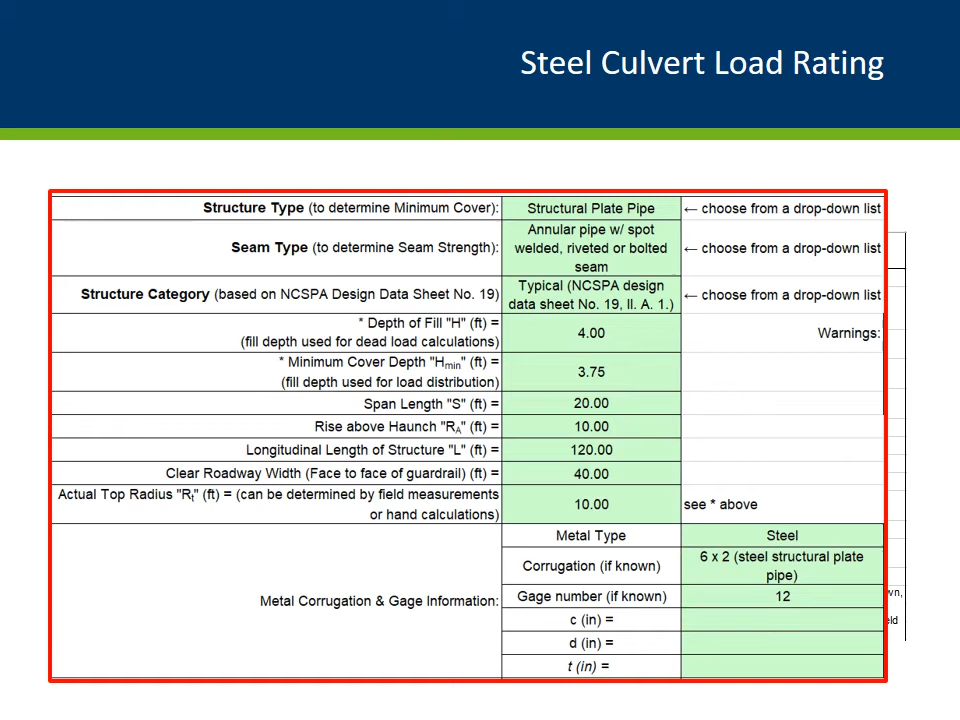 Steel Culvert Load Rating
Structure Type (to determine Minimum Cover): Structural Plate Pipe ← choose from a drop-down list
Seam Type (to determine Seam Strength): Annular pipe w/ spot welded, riveted or bolted seam ← choose from a drop-down list
Structure Category (based on NCSPA Design Data Sheet No. 19) Typical (NCSPA design data sheet No. 19, II. A. 1.) ← choose from a drop-down list
* Depth of Fill "H" (ft) =
(fill depth used for dead load calculations) 4.00 Warnings:
* Minimum Cover Depth "Hmin" (ft) =
(fill depth used for load distribution) 3.75
Span Length "S" (ft) = 20.00
Rise above Haunch "RA" (ft) = 10.00
Longitudinal Length of Structure "L" (ft) = 120.00
Clear Roadway Width (Face to face of guardrail) (ft) = 40.00
Actual Top Radius "Rt" (ft) = (can be determined by field measurements
or hand calculations) 10.00 see * above
Metal Corrugation & Gage Information:
Metal Type Steel
Corrugation (if known) 6 x 2 (steel structural plate pipe)
Gage number (if known) 12
c (in) =
d (in) =
t (in) =